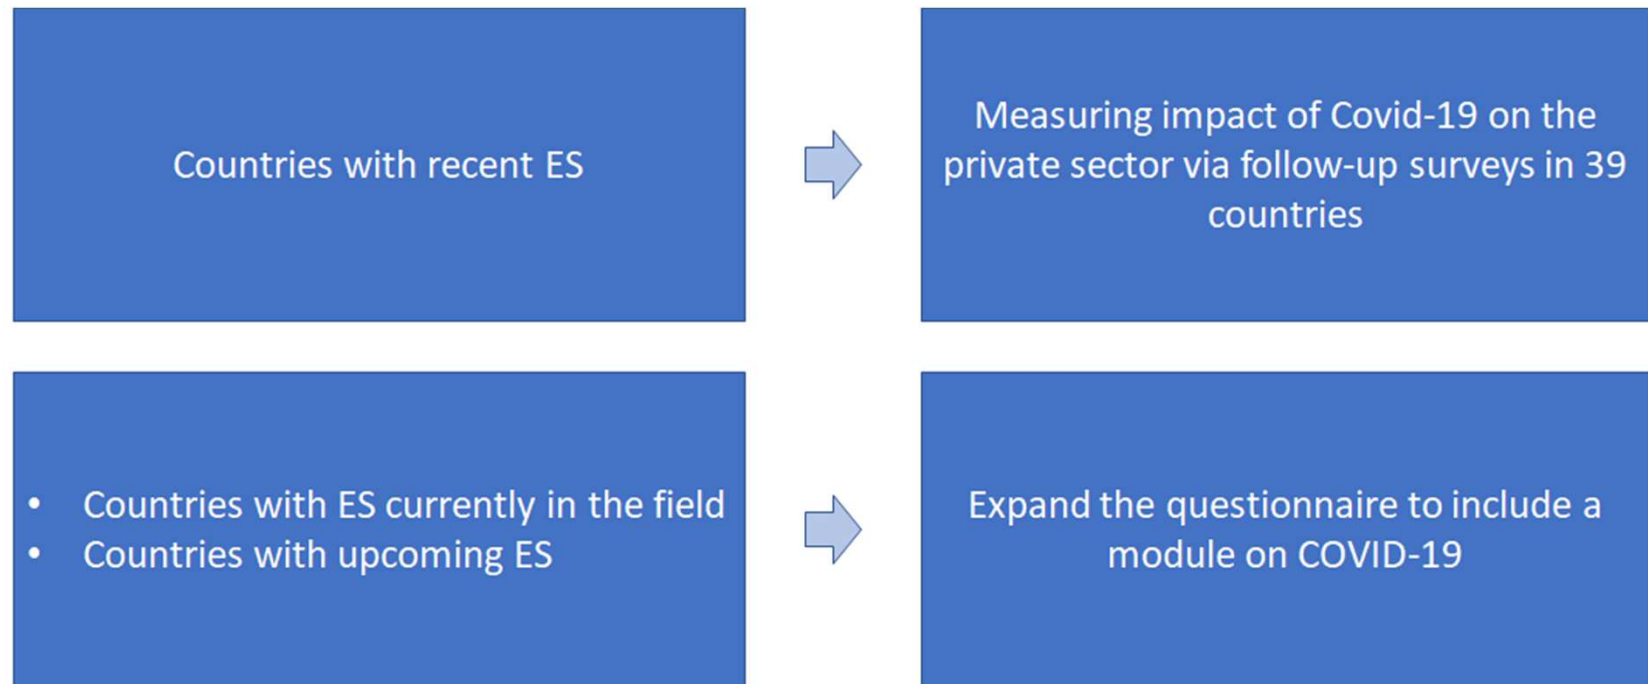 Countries with recent ES
Measuring impact of Covid-19 on the
private sector via follow-up surveys in 39
countries
• Countries with ES currently in the field
• Countries with upcoming ES
Expand the questionnaire to include a
module on COVID-19